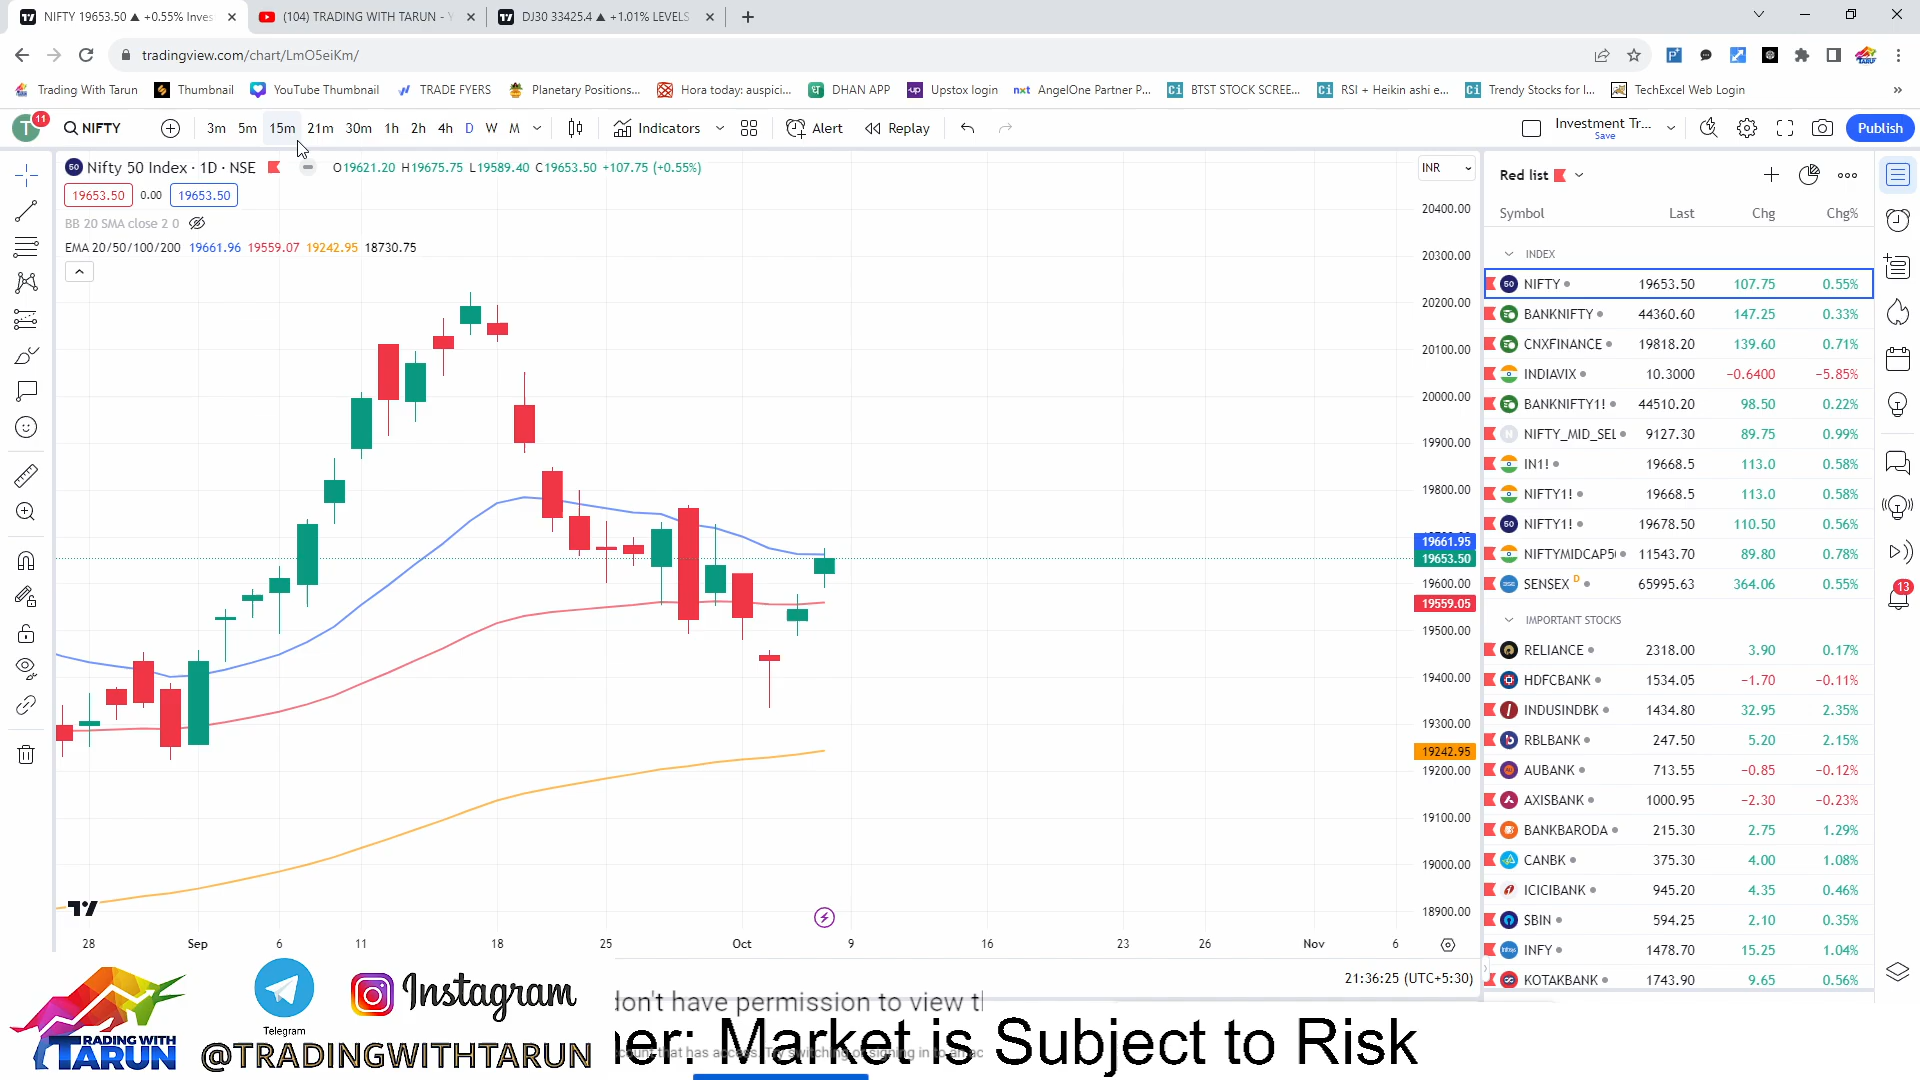 NIFTY 19653.50 ▲ +0.55% Inves
(104) TRADING WITH TARUN - Y
DJ30 33425.4 ▲ +1.01% LEVELS
tradingview.com/chart/LmO5eiKm/
Trading With Tarun
Thumbnail
YouTube Thumbnail
TRADE FYERS
Planetary Positions...
Hora today: auspici...
DHAN APP
Upstox login
AngelOne Partner P...
BTST STOCK SCREE...
RSI + Heikin ashi e...
Trendy Stocks for I...
TechExcel Web Login
T 11
NIFTY
3m 5m 15m 21m 30m 1h 2h 4h D W M
Indicators
Alert
Replay
Investment Tr...
Save
Publish
Nifty 50 Index · 1D · NSE
O19621.20 H19675.75 L19589.40 C19653.50 +107.75 (+0.55%)
19653.50 0.00 19653.50
BB 20 SMA close 2 0
EMA 20/50/100/200 19661.96 19559.07 19242.95 18730.75
INR
20400.00
20300.00
20200.00
20100.00
20000.00
19900.00
19800.00
19661.95
19653.50
19600.00
19559.05
19500.00
19400.00
19300.00
19242.95
19200.00
19100.00
19000.00
18900.00
28 Sep 6 11 18 25 Oct 9 16 23 26 Nov 6
21:36:25 (UTC+5:30)
Red list
Symbol Last Chg Chg%
INDEX
NIFTY 19653.50 107.75 0.55%
BANKNIFTY 44360.60 147.25 0.33%
CNXFINANCE 19818.20 139.60 0.71%
INDIAVIX 10.3000 −0.6400 −5.85%
BANKNIFTY1! 44510.20 98.50 0.22%
NIFTY_MID_SEL 9127.30 89.75 0.99%
IN1! 19668.5 113.0 0.58%
NIFTY1! 19668.5 113.0 0.58%
NIFTY1! 19678.50 110.50 0.56%
NIFTYMIDCAP5 11543.70 89.80 0.78%
SENSEX D 65995.63 364.06 0.55%
13
IMPORTANT STOCKS
RELIANCE 2318.00 3.90 0.17%
HDFCBANK 1534.05 −1.70 −0.11%
INDUSINDBK 1434.80 32.95 2.35%
RBLBANK 247.50 5.20 2.15%
AUBANK 713.55 −0.85 −0.12%
AXISBANK 1000.95 −2.30 −0.23%
BANKBARODA 215.30 2.75 1.29%
CANBK 375.30 4.00 1.08%
ICICIBANK 945.20 4.35 0.46%
SBIN 594.25 2.10 0.35%
INFY 1478.70 15.25 1.04%
KOTAKBANK 1743.90 9.65 0.56%
TRADING WITH
TARUN
Telegram
Instagram
@TRADINGWITHTARUN
don't have permission to view t
er: Market is Subject to Risk